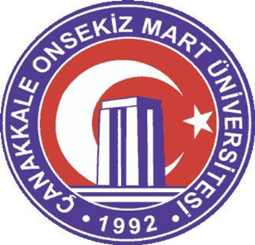 ÇANAKKALE ONSEKİZ MART ÜNİVERSİTESİ
• 1992 •